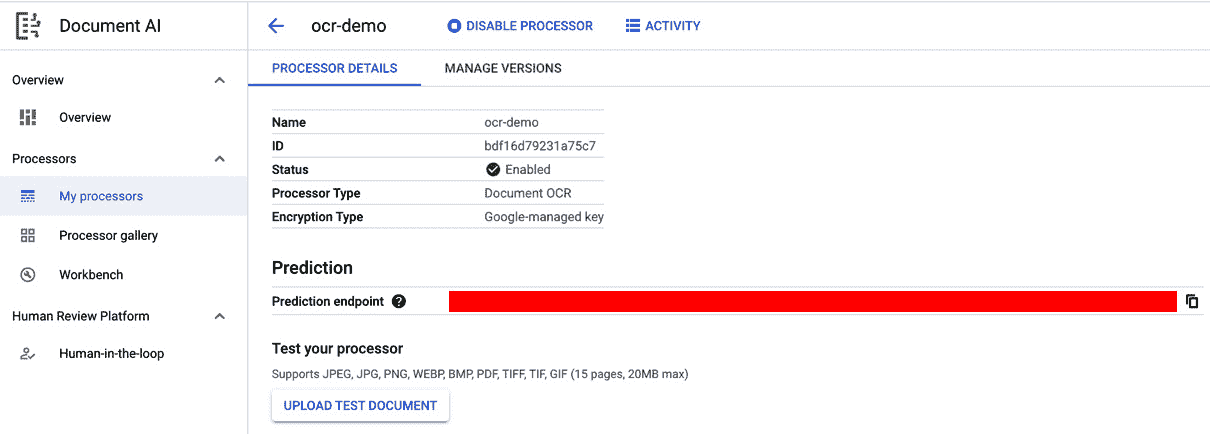 Document AI
ocr-demo DISABLE PROCESSOR ACTIVITY
Overview
Overview
Processors
My processors
Processor gallery
Workbench
Human Review Platform
Human-in-the-loop
PROCESSOR DETAILS MANAGE VERSIONS
Name ocr-demo
ID bdf16d79231a75c7
Status Enabled
Processor Type Document OCR
Encryption Type Google-managed key
Prediction
Prediction endpoint ?
Test your processor
Supports JPEG, JPG, PNG, WEBP, BMP, PDF, TIFF, TIF, GIF (15 pages, 20MB max)
UPLOAD TEST DOCUMENT